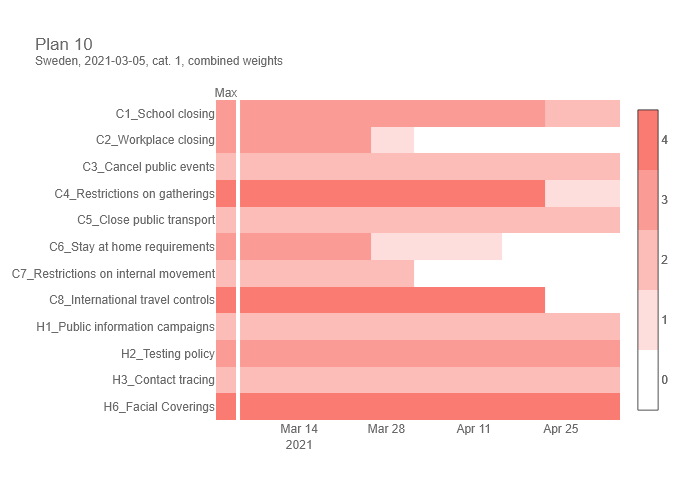 Plan 10
Sweden, 2021-03-05, cat. 1, combined weights
Max
C1_School closing
C2_Workplace closing
C3_Cancel public events
C4_Restrictions on gatherings
C5_Close public transport
C6_Stay at home requirements
C7_Restrictions on internal movement
C8_International travel controls
H1_Public information campaigns
H2_Testing policy
H3_Contact tracing
H6_Facial Coverings
Mar 14 Mar 28 Apr 11 Apr 25
2021
4
3
2
1
0